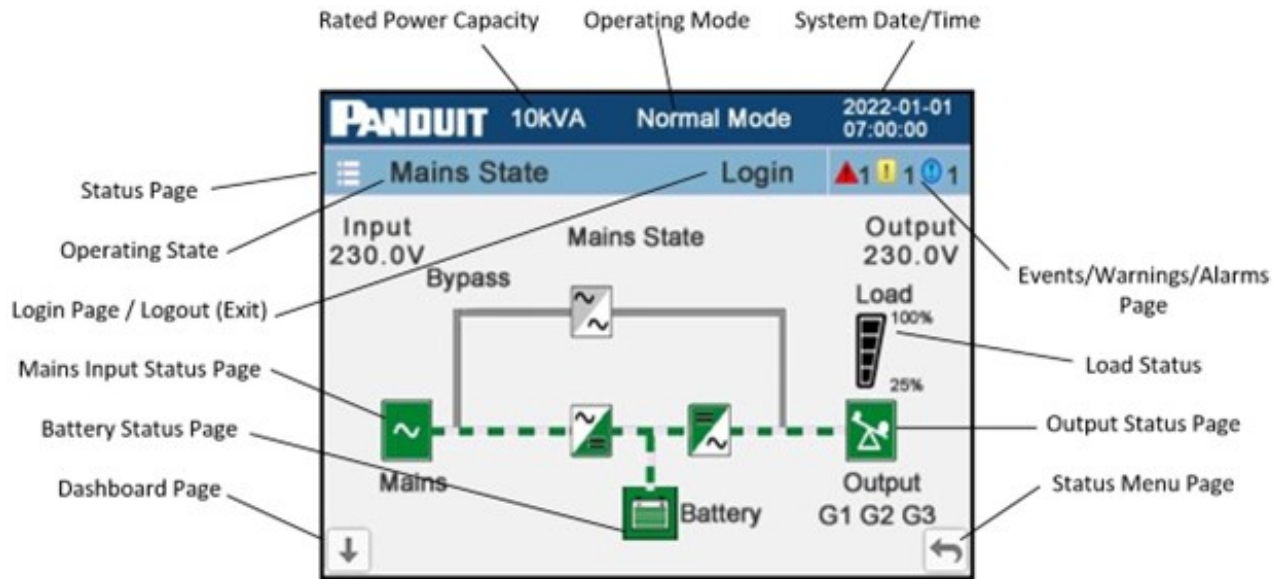 Rated Power Capacity
Operating Mode
System Date/Time
PANDUIT 10kVA Normal Mode 2022-01-01
07:00:00
Mains State Login 1 1 1
Status Page
Operating State
Login Page / Logout (Exit)
Mains Input Status Page
Battery Status Page
Dashboard Page
Input
230.0V
Mains State
Output
230.0V
Bypass
Load
100%
25%
Mains
Battery
Output
G1 G2 G3
Events/Warnings/Alarms
Page
Load Status
Output Status Page
Status Menu Page